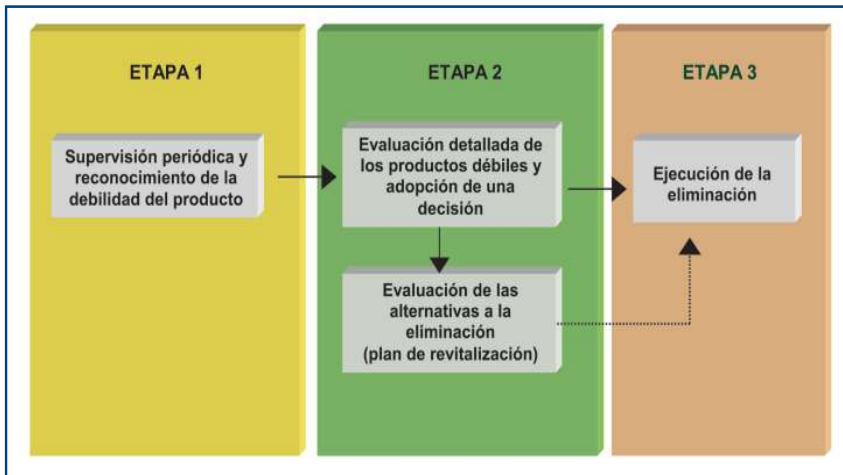 ETAPA 1
Supervisión periódica y
reconocimiento de la
debilidad del producto
ETAPA 2
Evaluación detallada de
los productos débiles y
adopción de una
decisión
Evaluación de las
alternativas a la
eliminación
(plan de revitalización)
ETAPA 3
Ejecución de la
eliminación